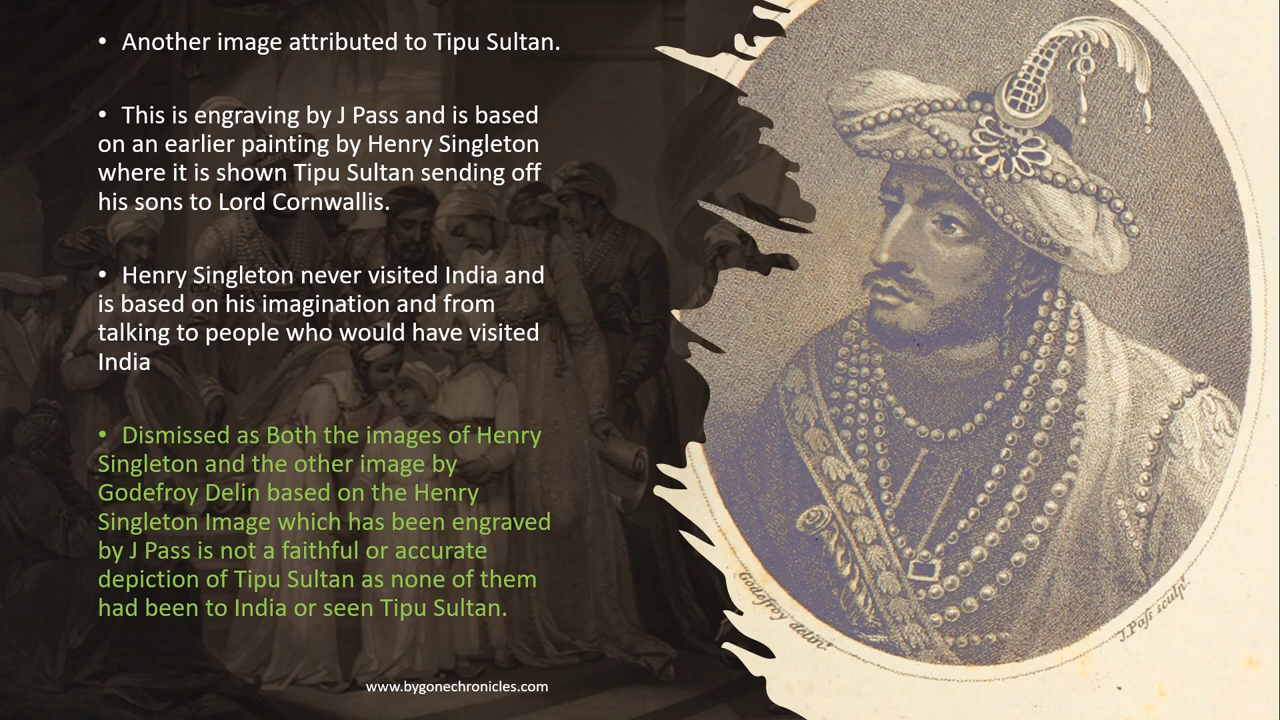 • Another image attributed to Tipu Sultan.
• This is engraving by J Pass and is based
on an earlier painting by Henry Singleton
where it is shown Tipu Sultan sending off
his sons to Lord Cornwallis.
• Henry Singleton never visited India and
is based on his imagination and from
talking to people who would have visited
India
• Dismissed as Both the images of Henry
Singleton and the other image by
Godefroy Delin based on the Henry
Singleton Image which has been engraved
by J Pass is not a faithful or accurate
depiction of Tipu Sultan as none of them
had been to India or seen Tipu Sultan.
www.bygonechronicles.com
Godefroy delin!
J.Paſs sculp!